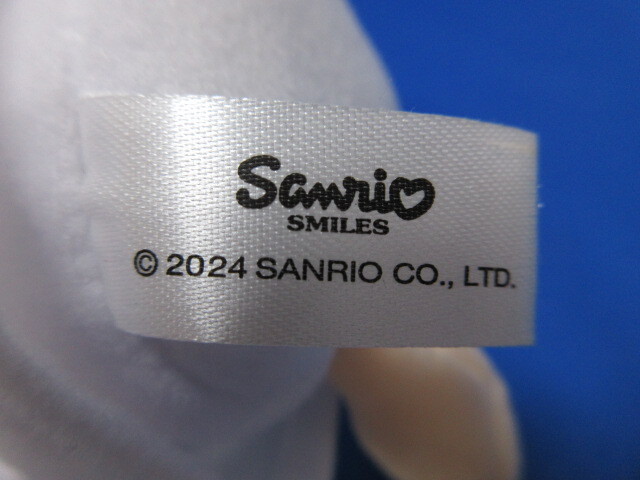 Sanrio
SMILES
© 2024 SANRIO CO., LTD.